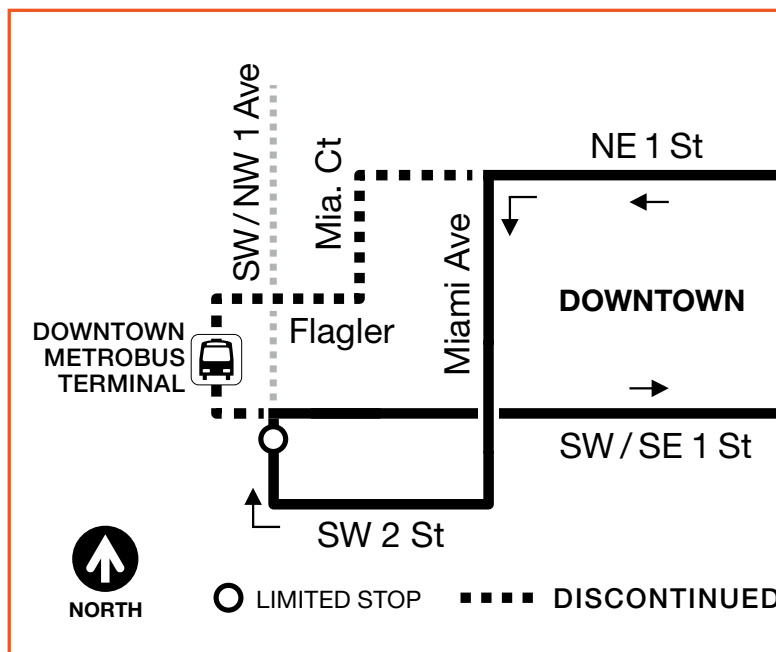 SW / NW 1 Ave
Mia. Ct
NE 1 St
Miami Ave
DOWNTOWN
Flagler
DOWNTOWN
METROBUS
TERMINAL
SW / SE 1 St
SW 2 St
NORTH
LIMITED STOP
DISCONTINUED